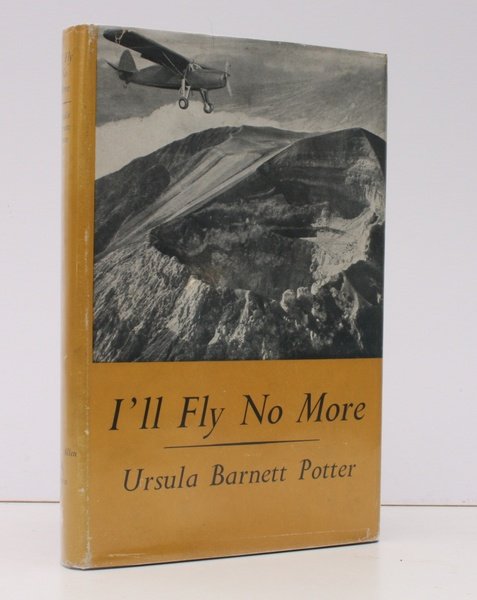 I'll Fly No More
Ursula Barnett Potter